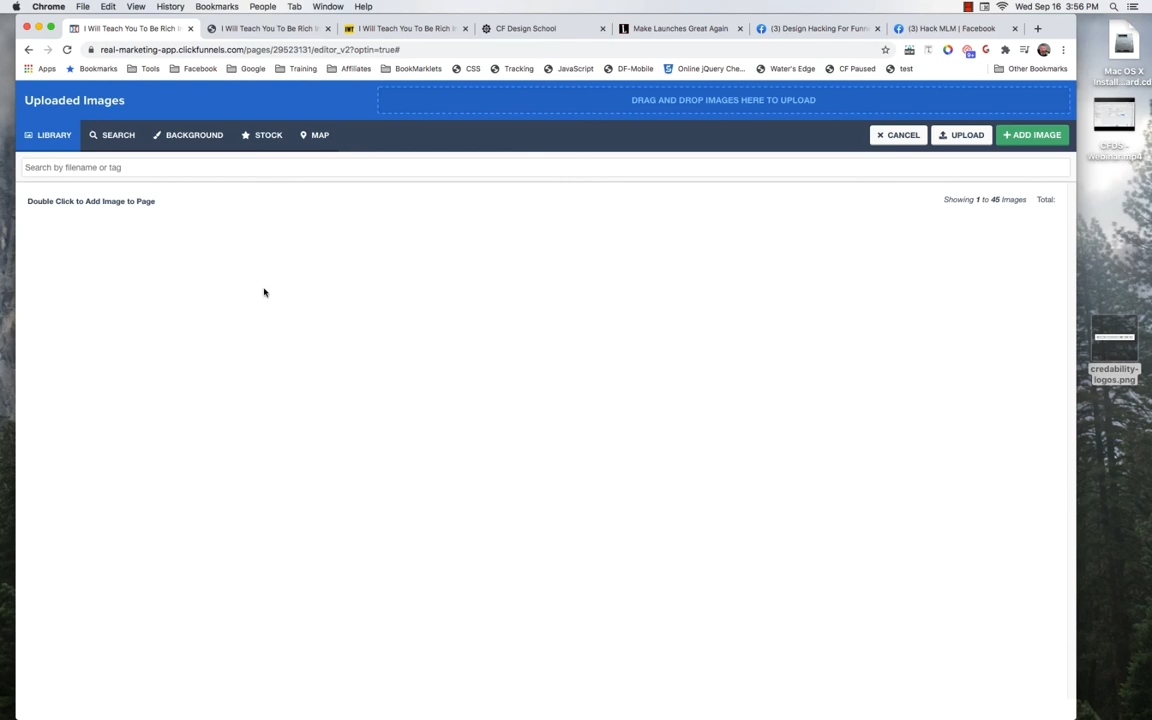 Chrome File Edit View History Bookmarks People Tab Window Help Wed Sep 16 3:56 PM
I Will Teach You To Be Rich I I Will Teach You To Be Rich I I Will Teach You To Be Rich I CF Design School Make Launches Great Again (3) Design Hacking For Funn (3) Hack MLM | Facebook
real-marketing-app.clickfunnels.com/pages/29523131/editor_v2?optin=true#
Apps Bookmarks Tools Facebook Google Training Affiliates BookMarklets CSS Tracking JavaScript DF-Mobile Online jQuery Che... Water's Edge CF Paused test Other Bookmarks
Uploaded Images
DRAG AND DROP IMAGES HERE TO UPLOAD
LIBRARY SEARCH BACKGROUND STOCK MAP CANCEL UPLOAD ADD IMAGE
Search by filename or tag
Double Click to Add Image to Page
Showing 1 to 45 Images Total:
Mac OS X
Install...ard.cd
CFDS--
Webinar.mp4
credability-
logos.png